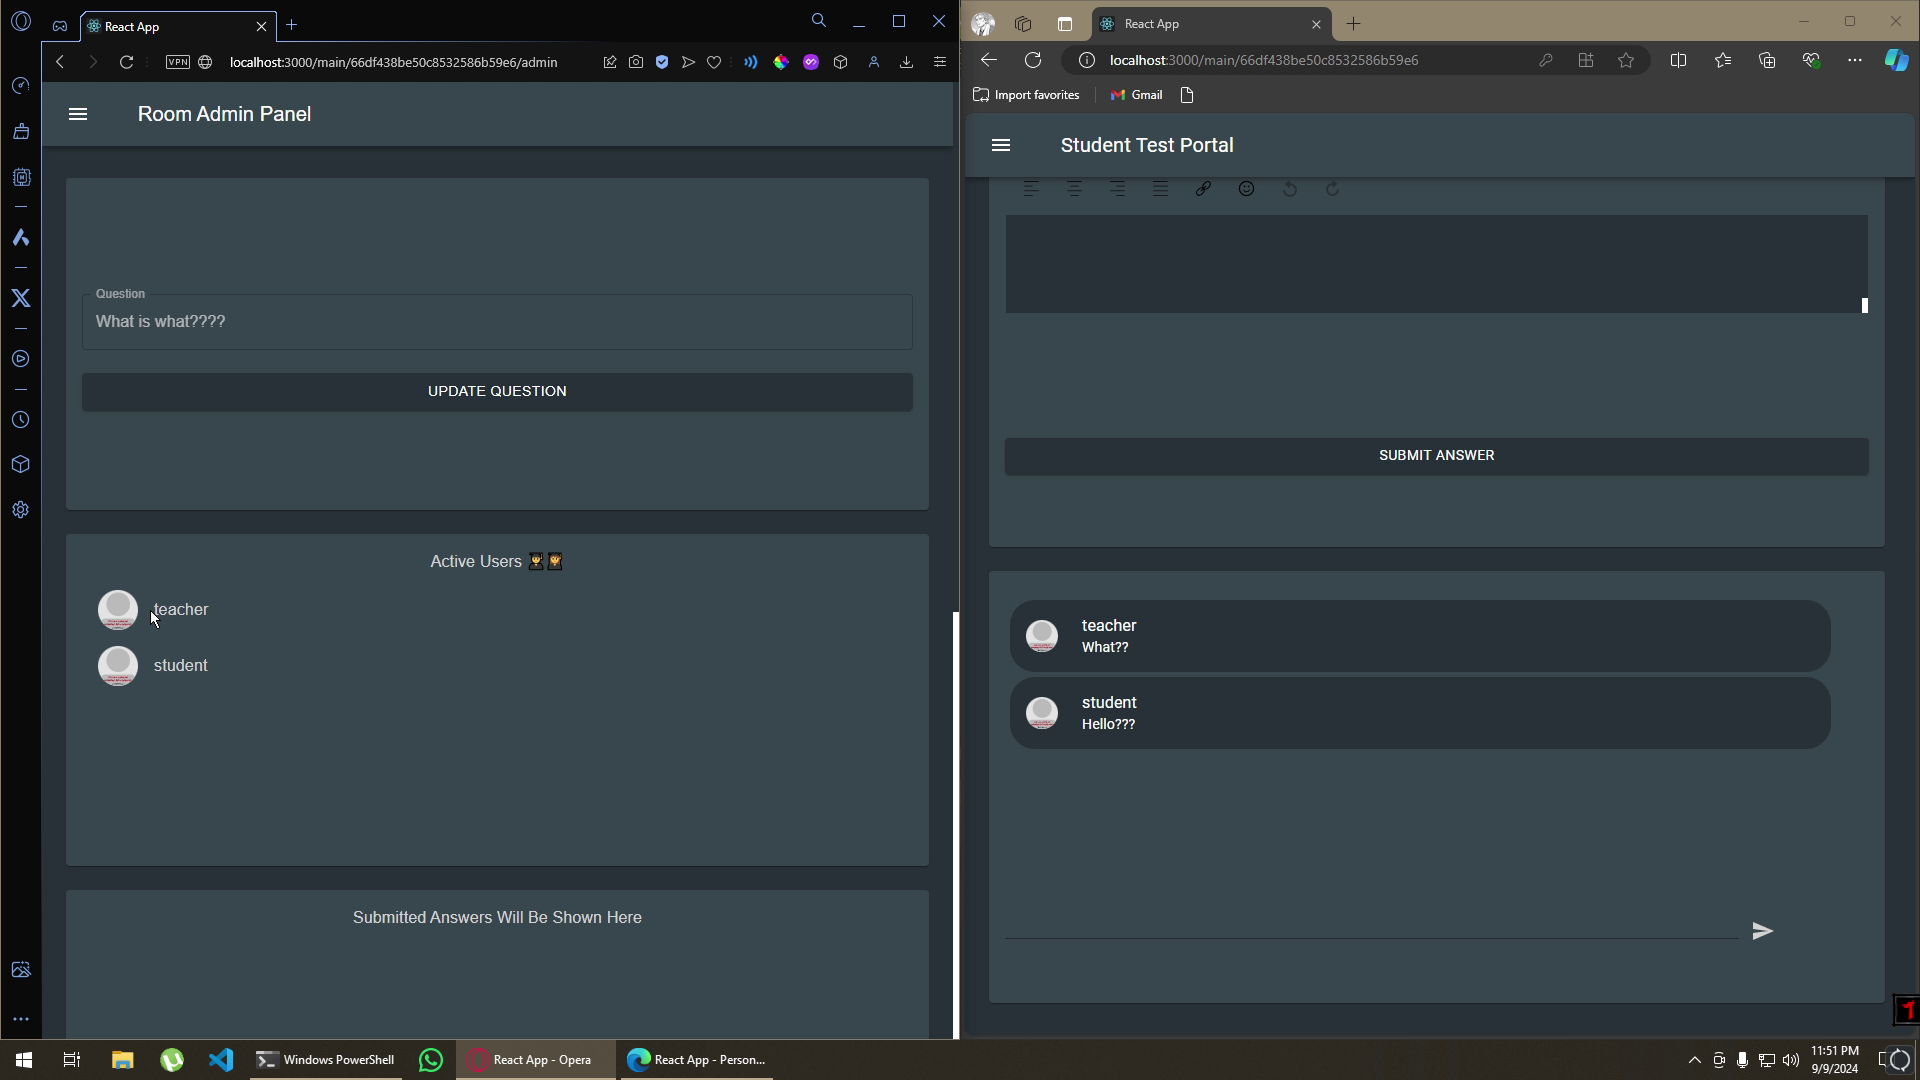 React App
VPN
localhost:3000/main/66df438be50c8532586b59e6/admin
Room Admin Panel
Question
What is what????
UPDATE QUESTION
Active Users
teacher
student
Submitted Answers Will Be Shown Here
React App
localhost:3000/main/66df438be50c8532586b59e6
Import favorites
Gmail
Student Test Portal
SUBMIT ANSWER
teacher
What??
student
Hello???
Windows PowerShell
React App - Opera
React App - Person...
11:51 PM
9/9/2024